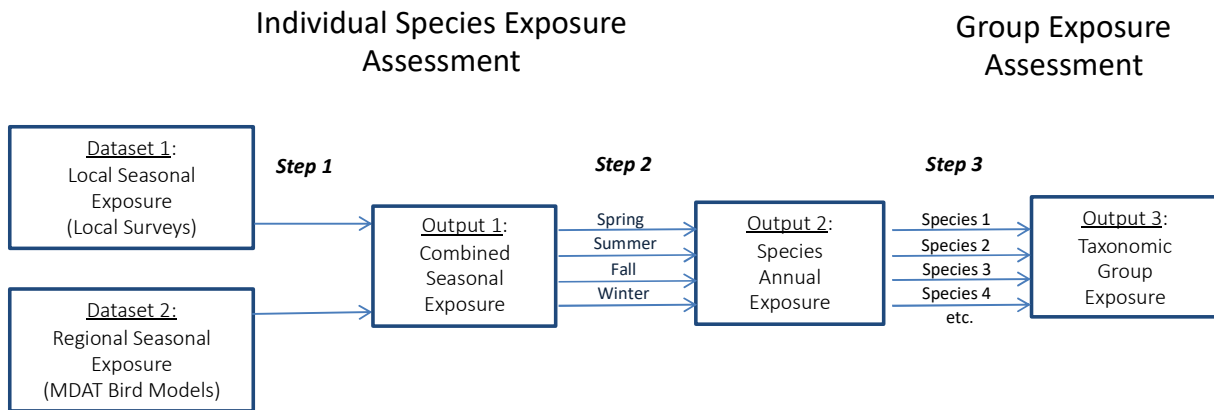 Individual Species Exposure
Assessment
Group Exposure
Assessment
Dataset 1:
Local Seasonal
Exposure
(Local Surveys)
Dataset 2:
Regional Seasonal
Exposure
(MDAT Bird Models)
Step 1
Output 1:
Combined
Seasonal
Exposure
Step 2
Spring
Summer
Fall
Winter
Output 2:
Species
Annual
Exposure
Step 3
Species 1
Species 2
Species 3
Species 4
etc.
Output 3:
Taxonomic
Group
Exposure